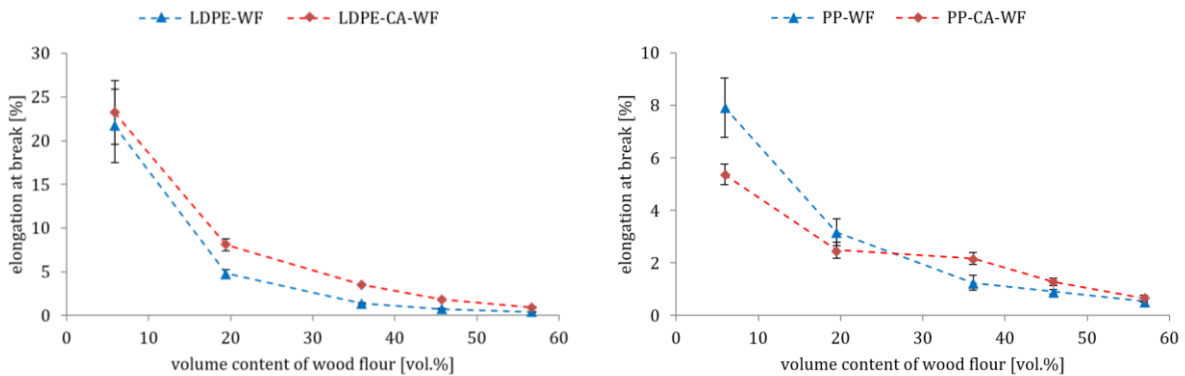 LDPE-WF LDPE-CA-WF
30
25
20
15
10
5
0
elongation at break [%]
0 10 20 30 40 50 60
volume content of wood flour [vol.%]
PP-WF PP-CA-WF
10
8
6
4
2
0
elongation at break [%]
0 10 20 30 40 50 60
volume content of wood flour [vol.%]